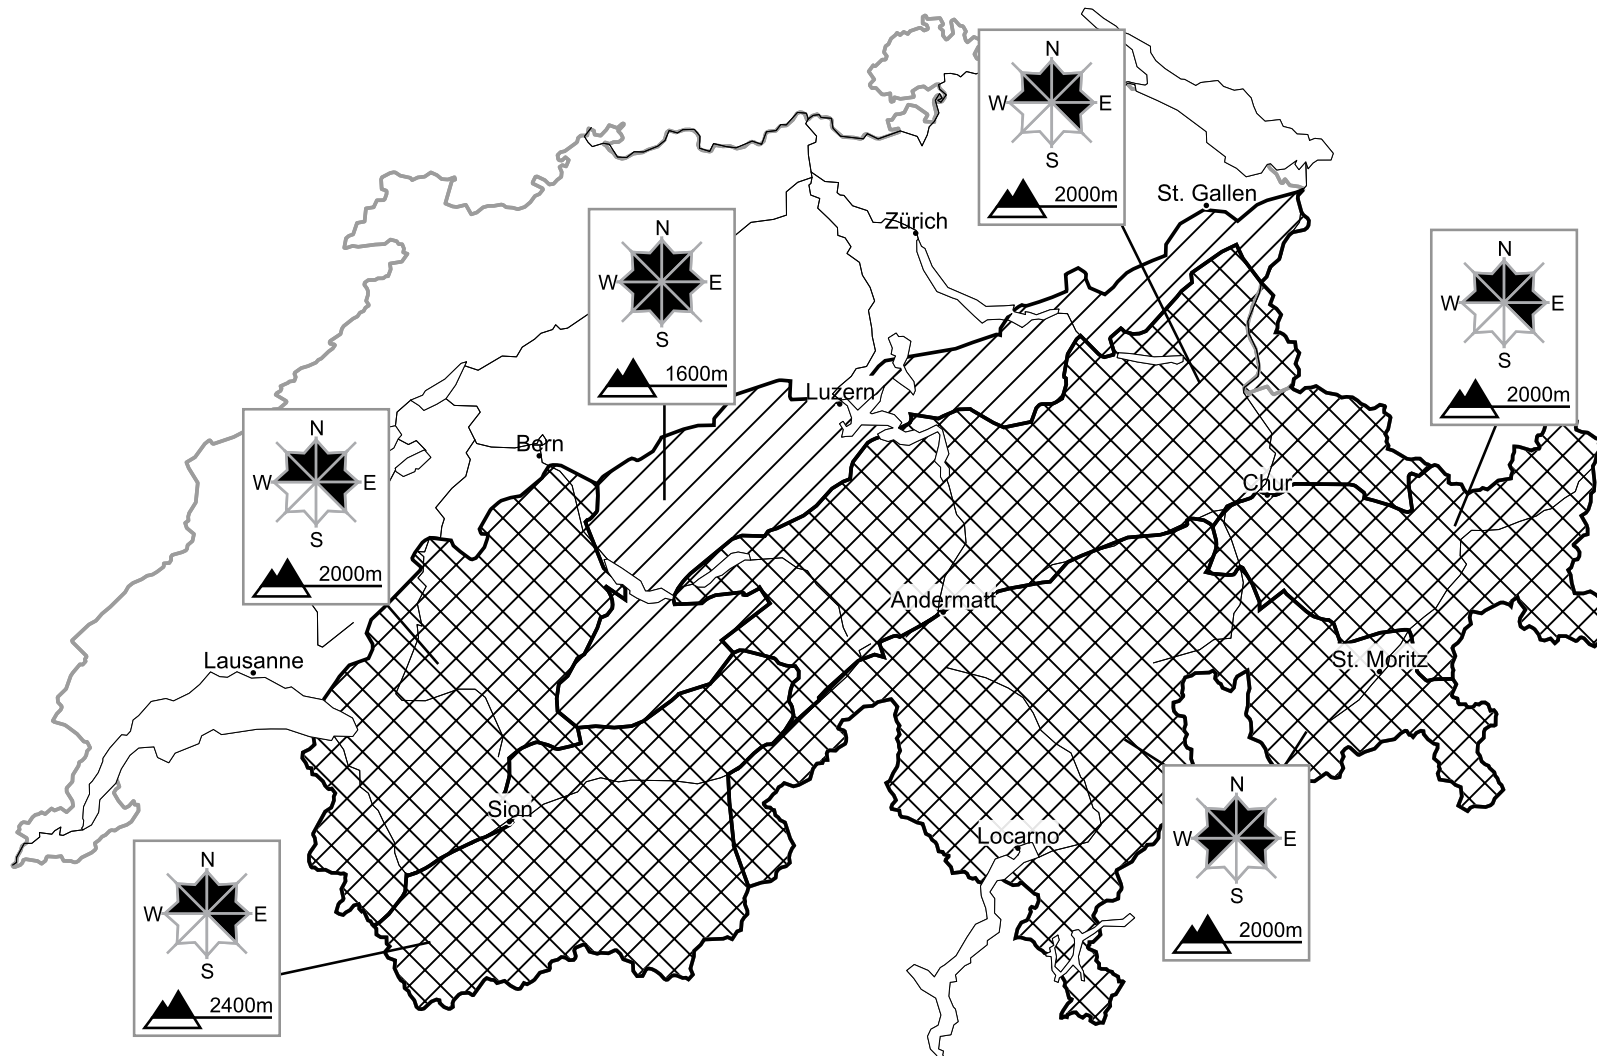 N
W E
S
2000m
St. Gallen
Zürich
N
W E
S
1600m
N
W E
S
2000m
Luzern
Bern
N
W E
S
2000m
Chur
Andermatt
Lausanne
St. Moritz
Sion
Locarno
N
W E
S
2000m
N
W E
S
2400m